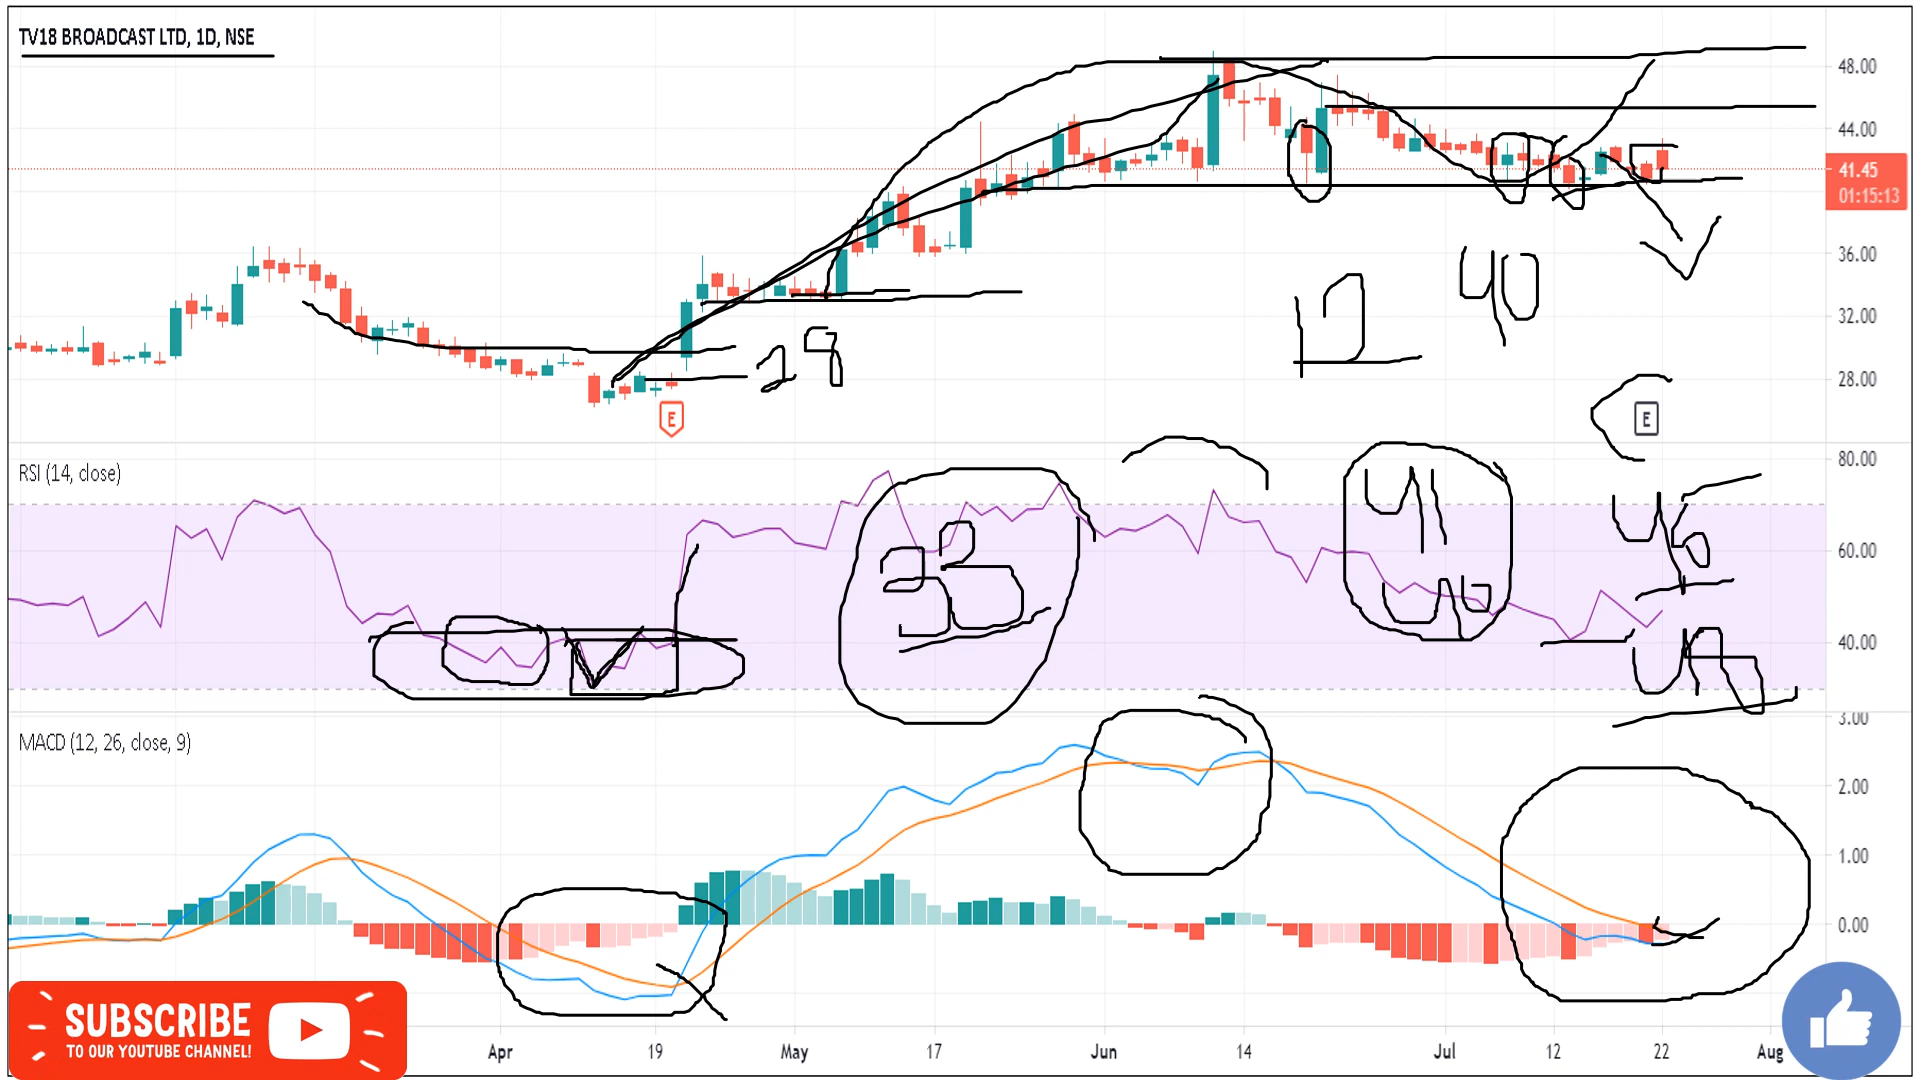 TV18 BROADCAST LTD, 1D, NSE
48.00
44.00
41.45
01:15:13
36.00
32.00
28.00
40
E
E
RSI (14, close)
80.00
60.00
40.00
33
46
MACD (12, 26, close, 9)
3.00
2.00
1.00
0.00
SUBSCRIBE
TO OUR YOUTUBE CHANNEL!
Apr 19 May 17 Jun 14 Jul 12 22 Aug